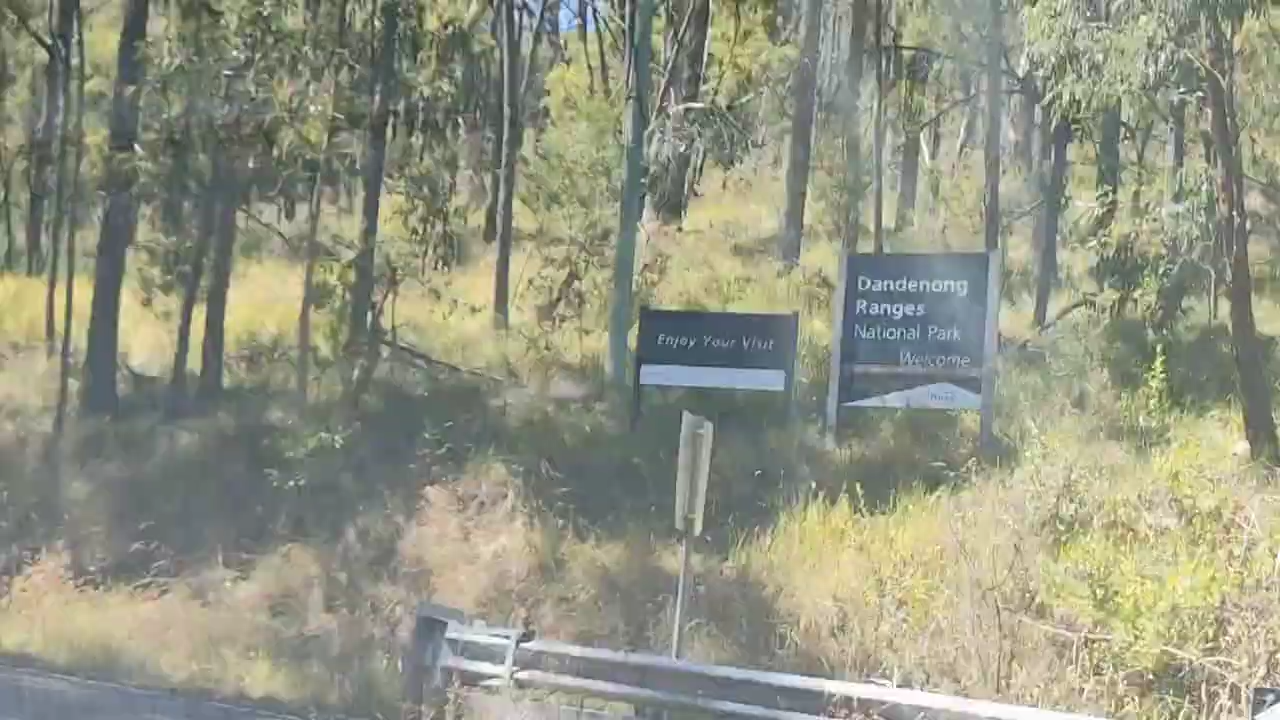 Enjoy Your Visit
Dandenong
Ranges
National Park
Welcome